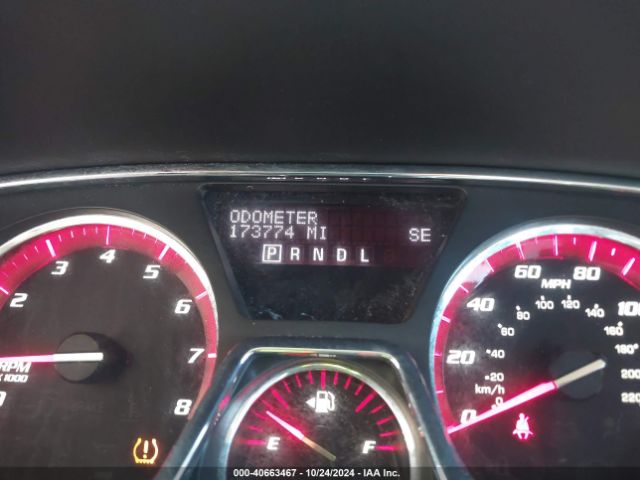 ODOMETER
173774 MI SE
P R N D L
2 3 4 5 6 7 8
RPM
X 1000
0 20 40 60 80 100
MPH
0 20 40 60 80 100 120 140 160 180 200 220
km/h
E F
000-40663467 - 10/24/2024 - IAA Inc.